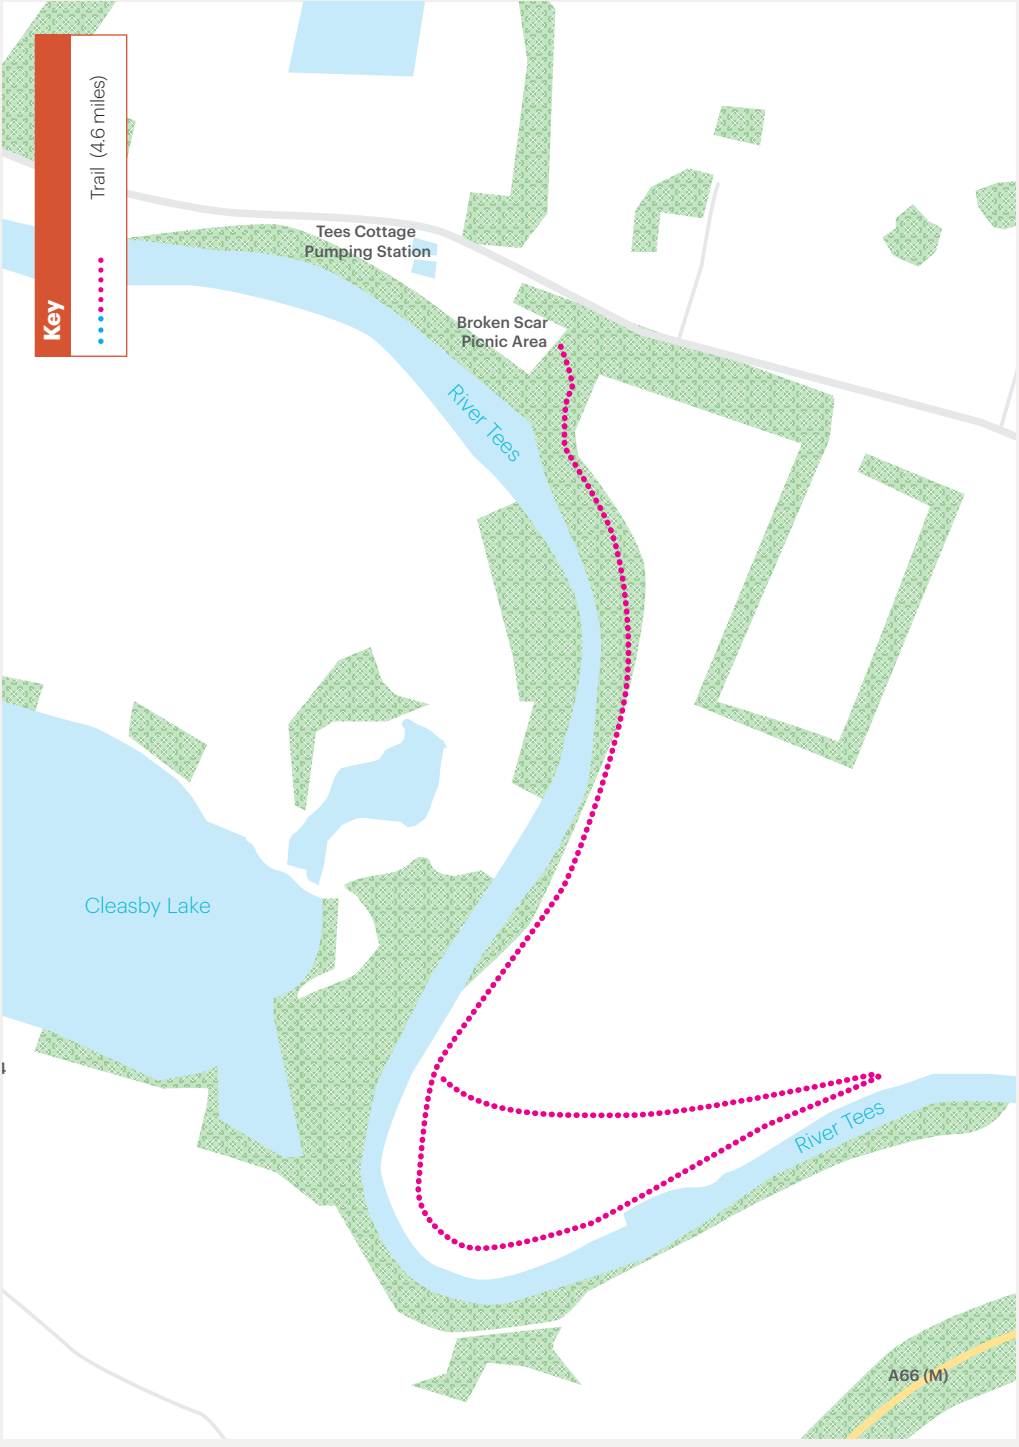 Key
Trail (4.6 miles)
Tees Cottage
Pumping Station
Broken Scar
Picnic Area
River Tees
Cleasby Lake
River Tees
A66 (M)